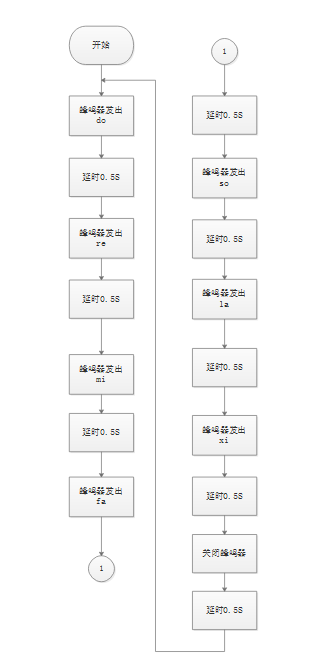 开始
蜂鸣器发出
do
延时0.5S
蜂鸣器发出
re
延时0.5S
蜂鸣器发出
mi
延时0.5S
蜂鸣器发出
fa
1
1
延时0.5S
蜂鸣器发出
so
延时0.5S
蜂鸣器发出
la
延时0.5S
蜂鸣器发出
xi
延时0.5S
关闭蜂鸣器
延时0.5S